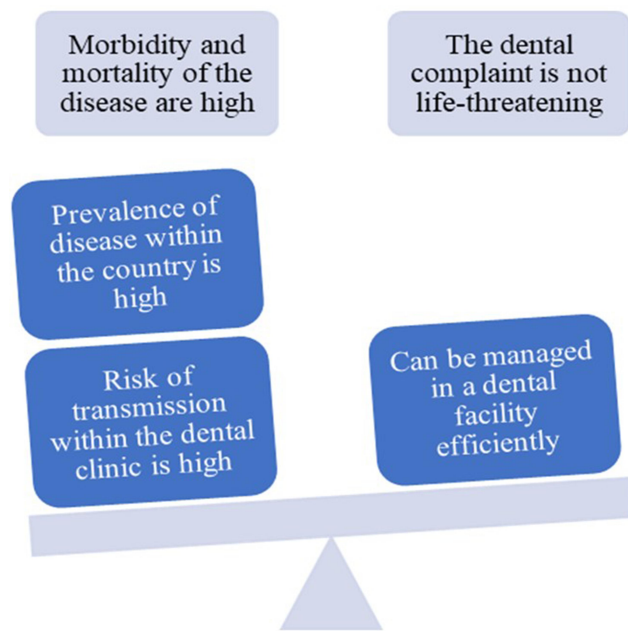 Morbidity and
mortality of the
disease are high
The dental
complaint is not
life-threatening
Prevalence of
disease within
the country is
high
Risk of
transmission
within the dental
clinic is high
Can be managed
in a dental
facility
efficiently